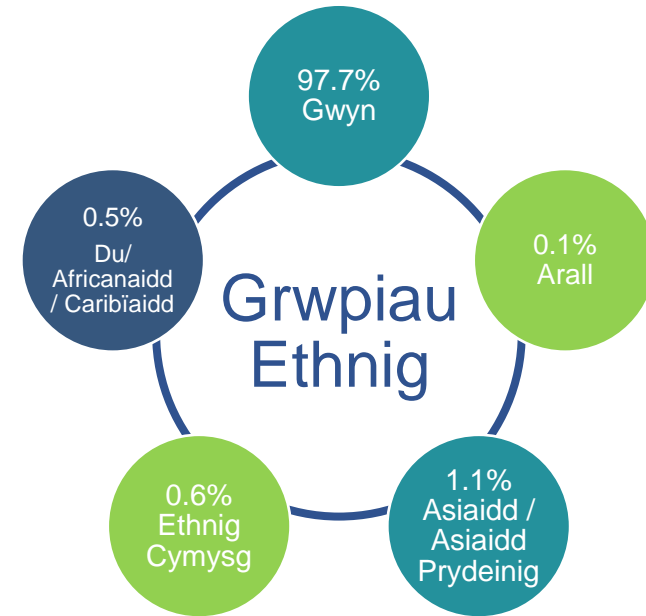 97.7%
Gwyn
0.5%
Du/
Africanaidd
/ Caribïaidd
0.1%
Arall
Grwpiau
Ethnig
0.6%
Ethnig
Cymysg
1.1%
Asiaidd /
Asiaidd
Prydeinig